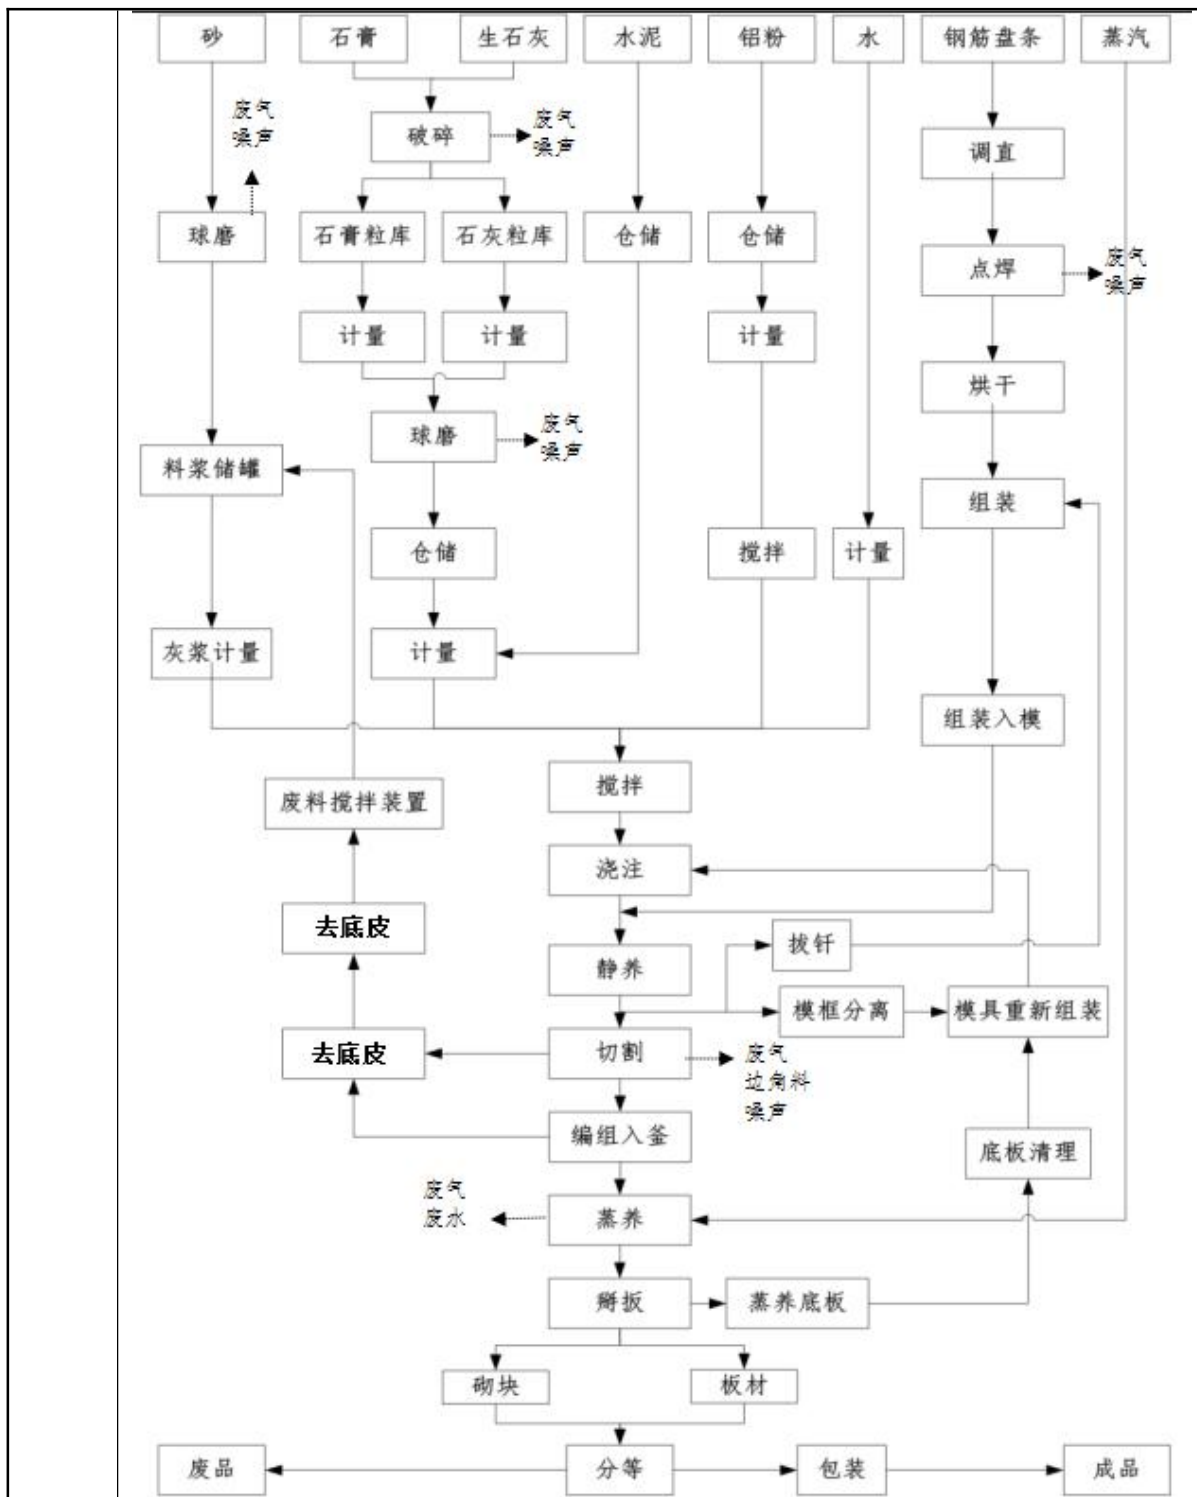 砂
石膏
生石灰
水泥
铝粉
水
钢筋盘条
蒸汽
废气
噪声
破碎
废气
噪声
调直
球磨
石膏粒库
石灰粒库
仓储
仓储
点焊
废气
噪声
计量
计量
计量
烘干
球磨
废气
噪声
料浆储罐
组装
仓储
搅拌
计量
灰浆计量
计量
组装入模
搅拌
废料搅拌装置
浇注
去底皮
拔钎
静养
模框分离
模具重新组装
去底皮
切割
废气
边角料
噪声
编组入釜
底板清理
废气
废水
蒸养
掰扳
蒸养底板
砌块
板材
废品
分等
包装
成品